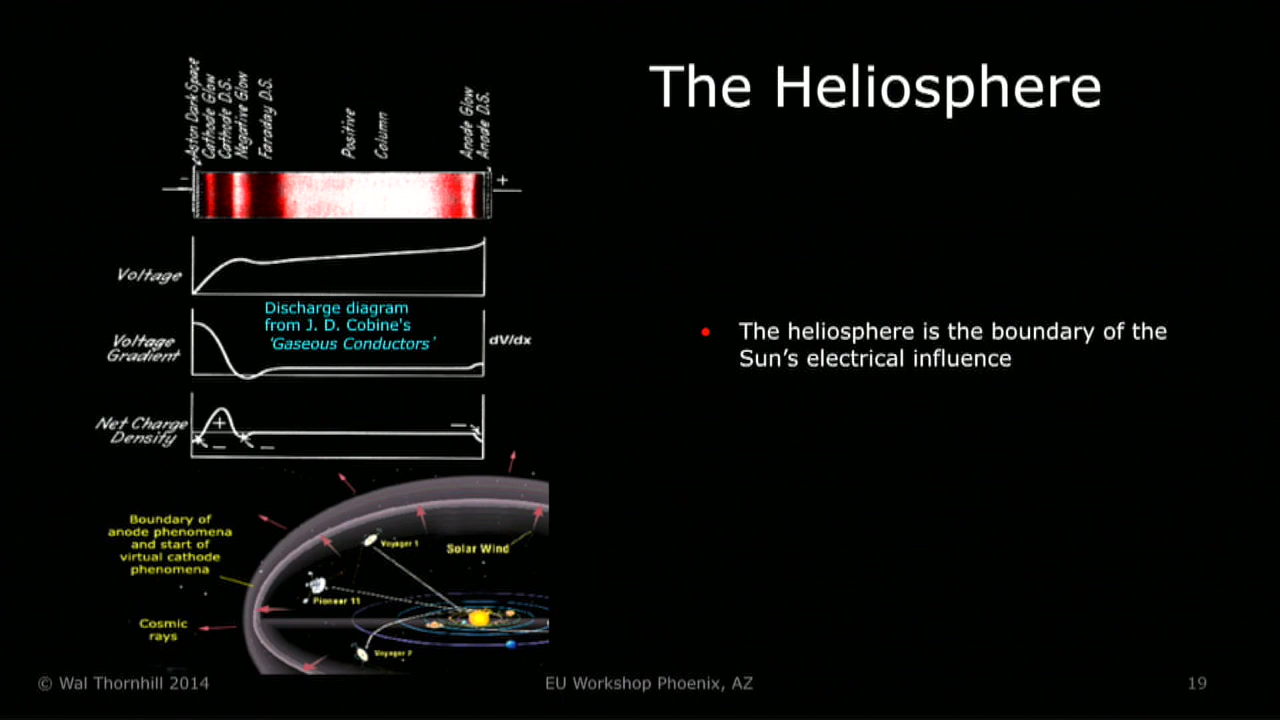 The Heliosphere
Aston Dark Space
Cathode Glow
Cathode D.S.
Negative Glow
Faraday D.S.
Positive
Column
Anode Glow
Anode D.S.
− +
Voltage
Discharge diagram
from J. D. Cobine's
'Gaseous Conductors'
Voltage
Gradient
dV/dx
Net Charge
Density
+
− − −
• The heliosphere is the boundary of the
Sun's electrical influence
Boundary of
anode phenomena
and start of
virtual cathode
phenomena
Cosmic
rays
Voyager 1
Solar Wind
Pioneer 11
Voyager 2
© Wal Thornhill 2014
EU Workshop Phoenix, AZ
19